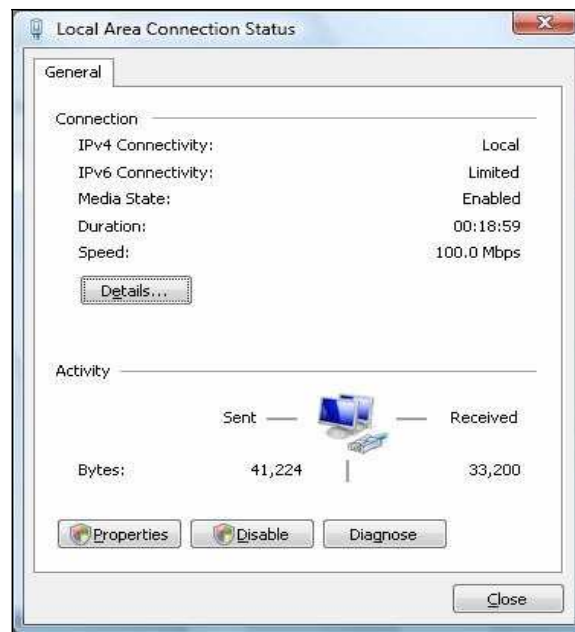 Local Area Connection Status
General
Connection
IPv4 Connectivity: Local
IPv6 Connectivity: Limited
Media State: Enabled
Duration: 00:18:59
Speed: 100.0 Mbps
Details...
Activity
Sent Received
Bytes: 41,224 33,200
Properties Disable Diagnose
Close